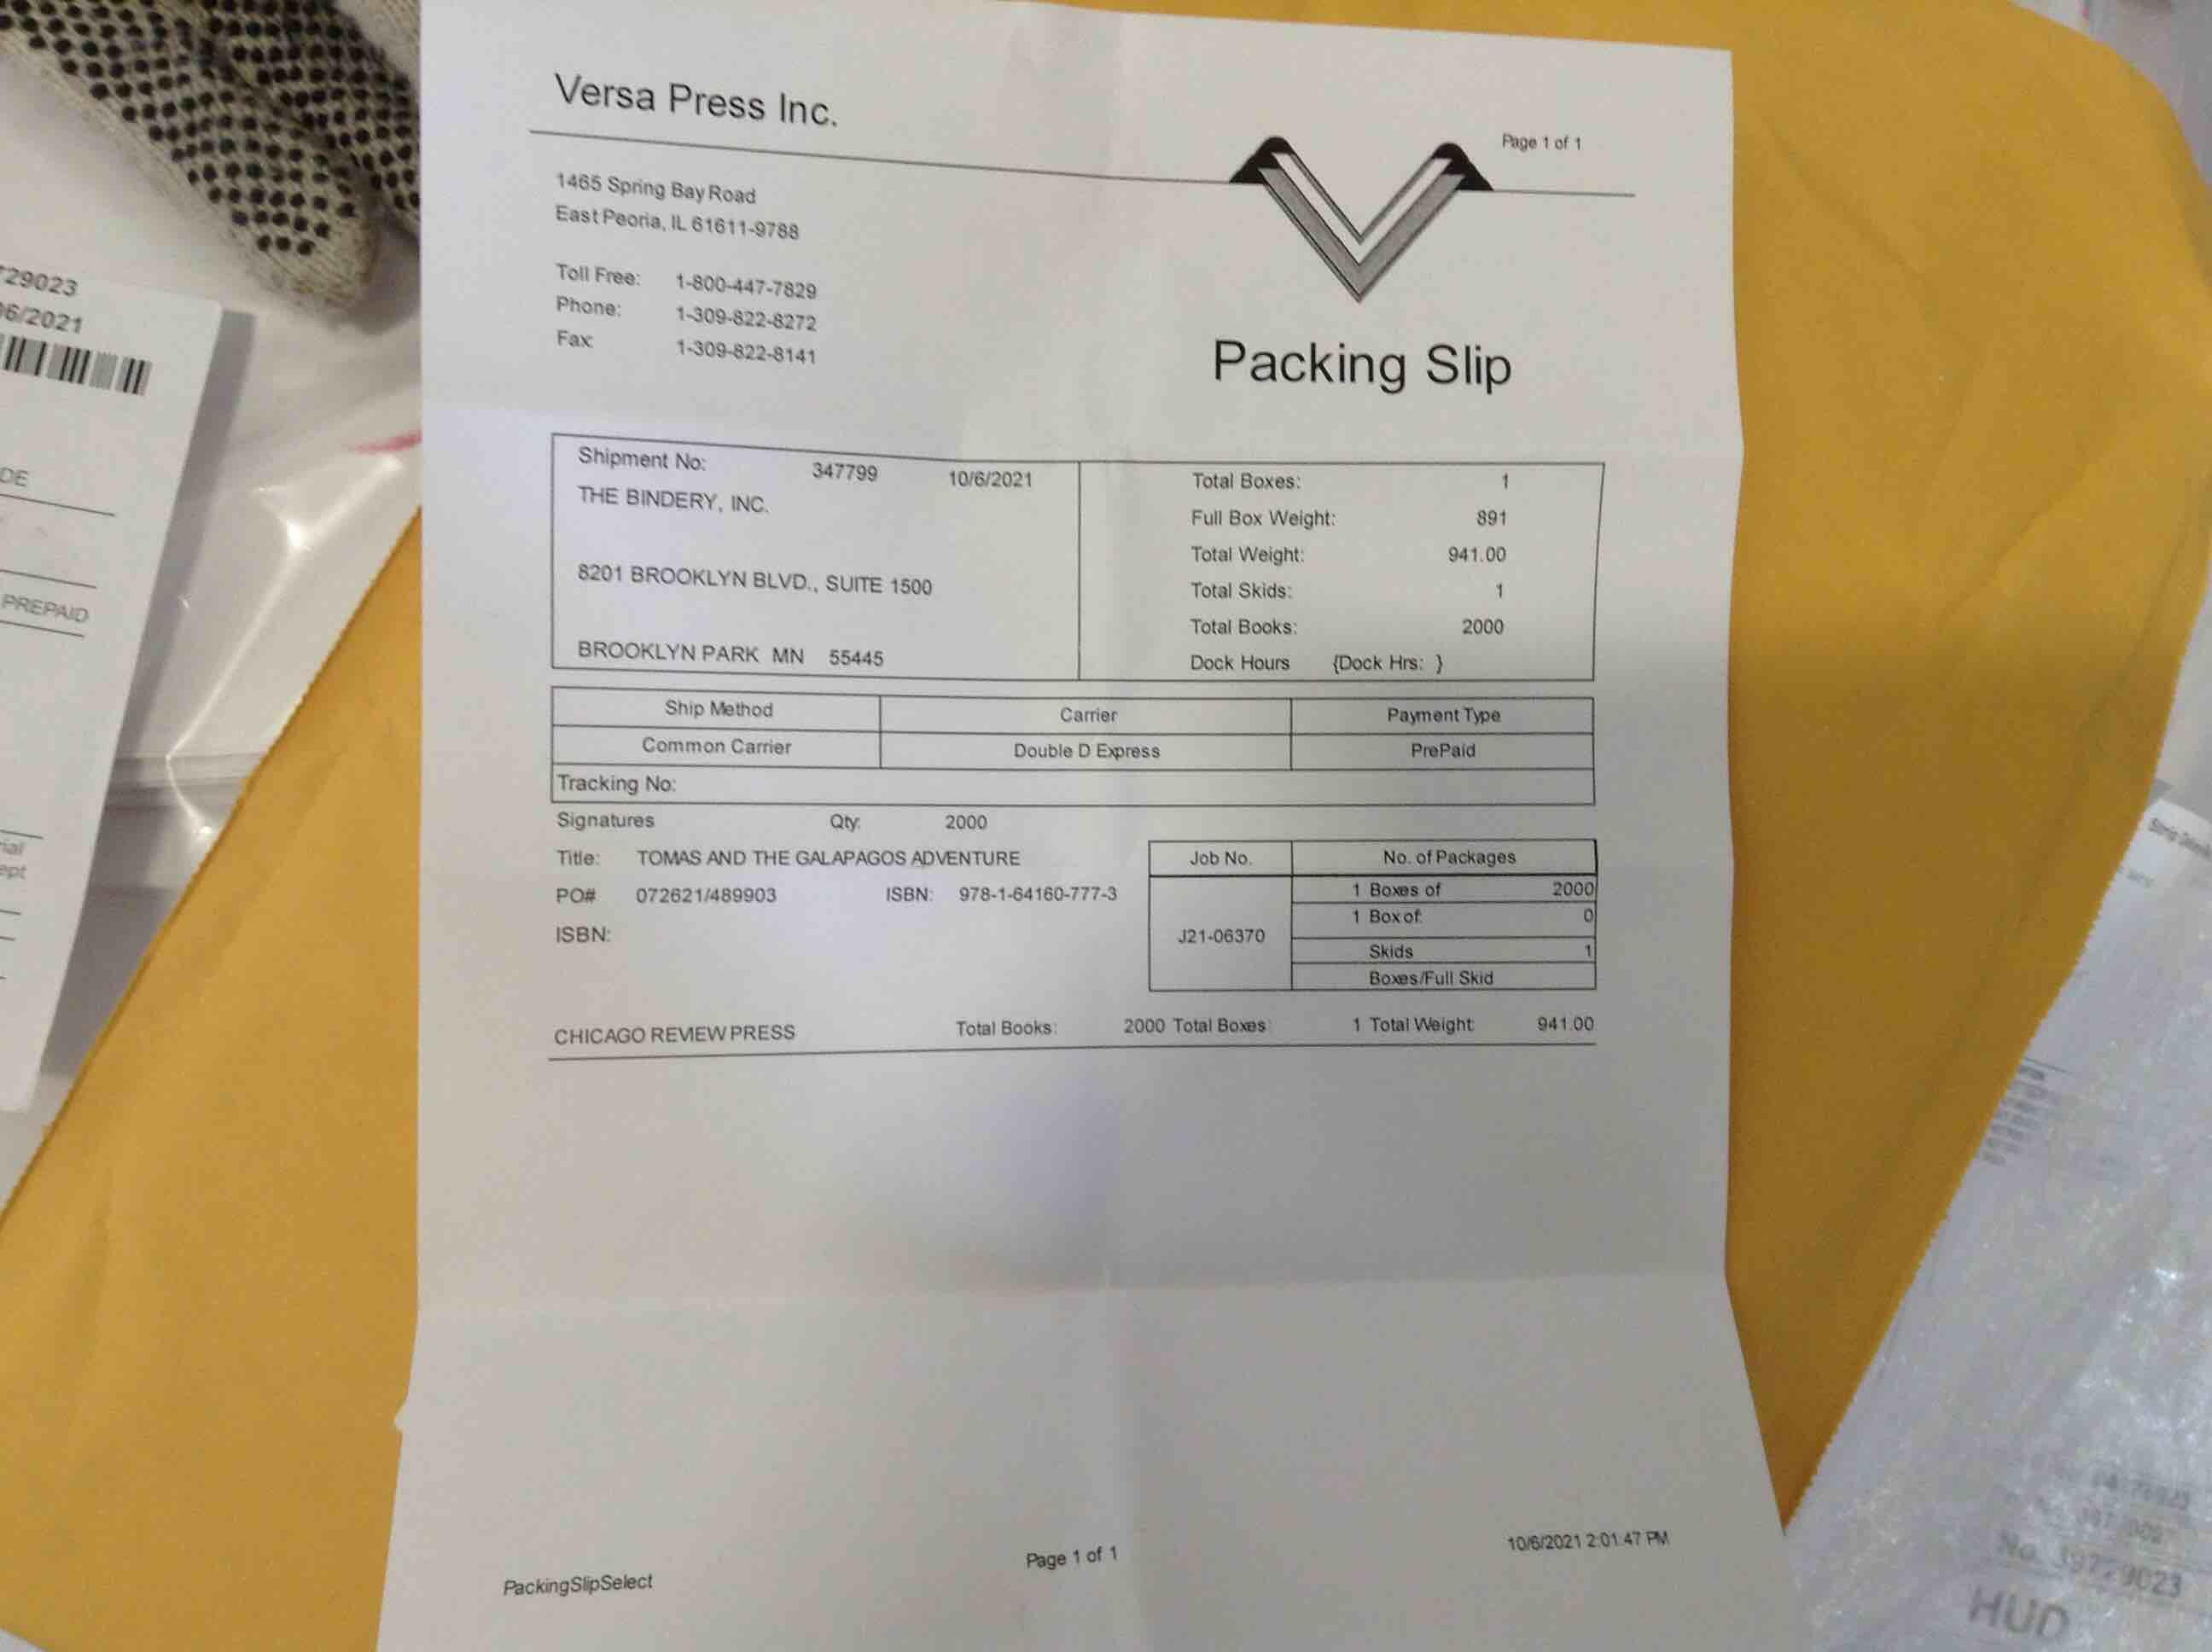 Versa Press Inc.
Page 1 of 1
1465 Spring Bay Road
East Peoria, IL 61611-9788
Toll Free: 1-800-447-7829
Phone: 1-309-822-8272
Fax: 1-309-822-8141
Packing Slip
Shipment No: 347799 10/6/2021
THE BINDERY, INC.
8201 BROOKLYN BLVD., SUITE 1500
BROOKLYN PARK MN 55445
Total Boxes: 1
Full Box Weight: 891
Total Weight: 941.00
Total Skids: 1
Total Books: 2000
Dock Hours {Dock Hrs: }
Ship Method Carrier Payment Type
Common Carrier Double D Express PrePaid
Tracking No:
Signatures Qty: 2000
Title: TOMAS AND THE GALAPAGOS ADVENTURE
PO# 072621/489903 ISBN: 978-1-64160-777-3
ISBN:
Job No. No. of Packages
J21-06370
1 Boxes of 2000
1 Box of: 0
Skids 1
Boxes/Full Skid
CHICAGO REVIEW PRESS Total Books: 2000 Total Boxes: 1 Total Weight: 941.00
PackingSlipSelect
Page 1 of 1
10/6/2021 2:01:47 PM
29023
06/2021
DE
PREPAID
ept
HUD